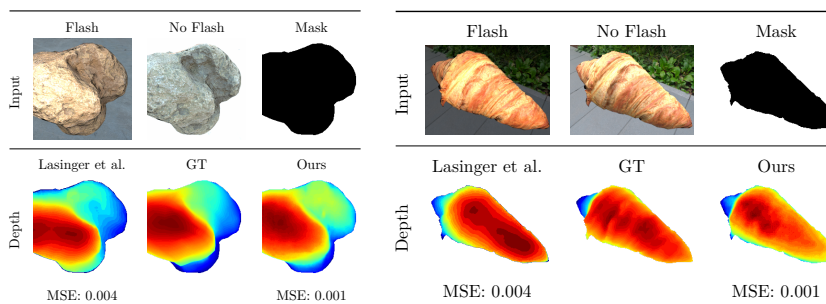 Flash No Flash Mask
Input
Lasinger et al. GT Ours
Depth
MSE: 0.004 MSE: 0.001
Flash No Flash Mask
Input
Lasinger et al. GT Ours
Depth
MSE: 0.004 MSE: 0.001